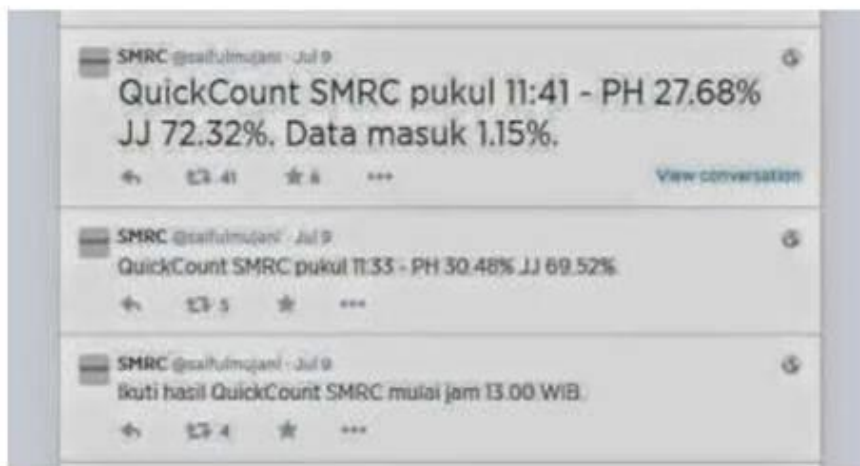 SMRC @saifulmujani · Jul 9
QuickCount SMRC pukul 11:41 - PH 27.68%
JJ 72.32%. Data masuk 1.15%.
41 6 View conversation
SMRC @saifulmujani · Jul 9
QuickCount SMRC pukul 11:33 - PH 30.48% JJ 69.52%
5
SMRC @saifulmujani · Jul 9
Ikuti hasil QuickCount SMRC mulai jam 13.00 WIB.
4